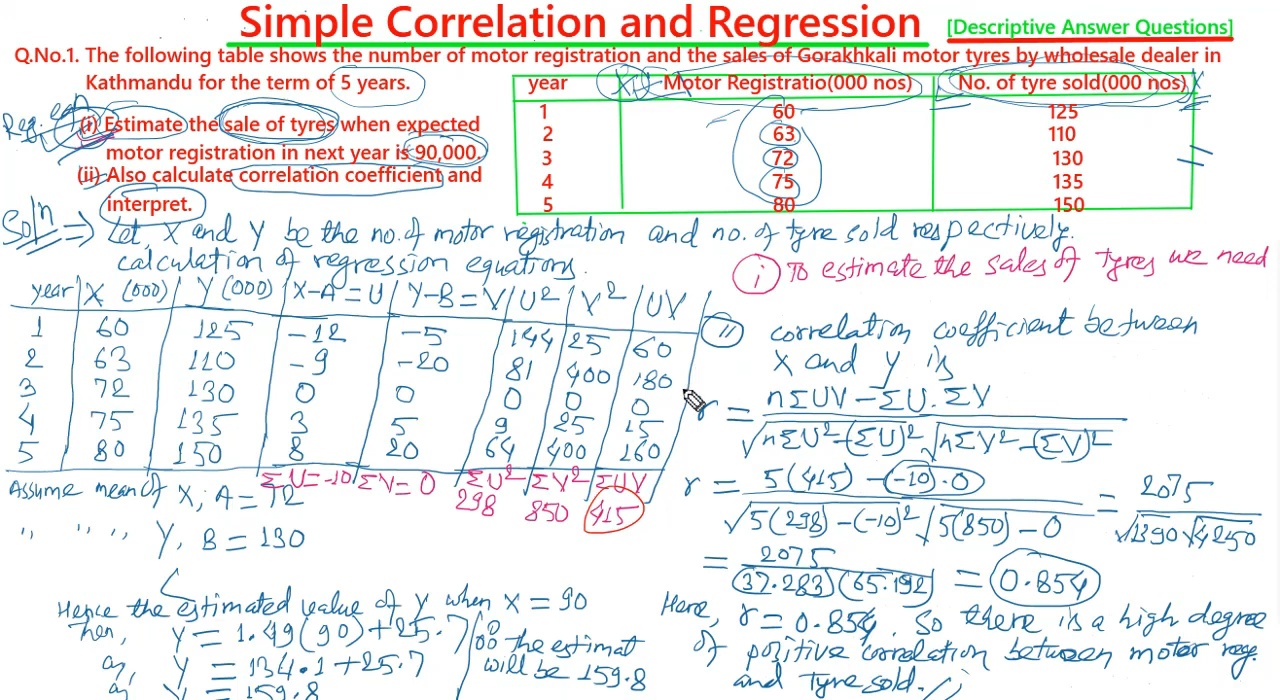 Simple Correlation and Regression [Descriptive Answer Questions]
Q.No.1. The following table shows the number of motor registration and the sales of Gorakhkali motor tyres by wholesale dealer in
Kathmandu for the term of 5 years.
(i) Estimate the sale of tyres when expected
motor registration in next year is 90,000.
(ii) Also calculate correlation coefficient and
interpret.
year Motor Registratio(000 nos) No. of tyre sold(000 nos)
1 60 125
2 63 110
3 72 130
4 75 135
5 80 150
Soln ⇒ Let, X and Y be the no. of motor registration and no. of tyre sold respectively.
calculation of regression equations.
year X (000) Y (000) X-A = U Y-B = V U² V² UV
1 60 125 -12 -5 144 25 60
2 63 110 -9 -20 81 400 180
3 72 130 0 0 0 0 0
4 75 135 3 5 9 25 15
5 80 150 8 20 64 400 160
ΣU = -10 ΣV = 0 ΣU² ΣV² ΣUV
298 850 415
Assume mean of X, A = 72
" " " Y, B = 130
Hence the estimated value of Y when X = 90
then, Y = 1.49(90) + 25.7
or, Y = 134.1 + 25.7
or, Y = 159.8
∴ the estimat
will be 159.8
(i) To estimate the sales of tyres we need
(ii) correlation coefficient between
X and Y is
r = nΣUV - ΣU. ΣV / √nΣU² - (ΣU)² √nΣV² - (ΣV)²
r = 5(415) - (-10).0 / √5(298) - (-10)² √5(850) - 0 = 2075 / √1390 √4250
= 2075 / (37.283)(65.192) = 0.854
Here, r = 0.854, So there is a high degree
of positive correlation between motor reg.
and tyre sold.